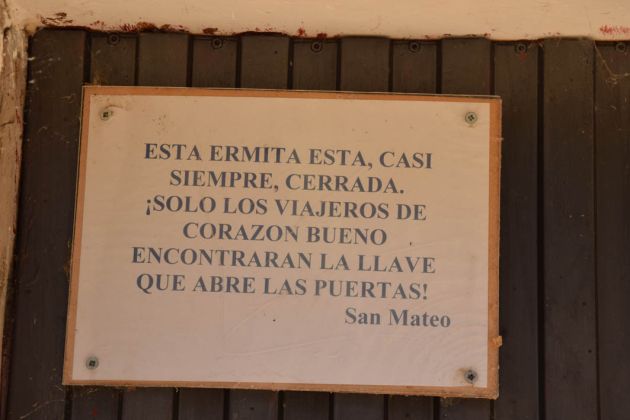 ESTA ERMITA ESTA, CASI
SIEMPRE, CERRADA.
¡SOLO LOS VIAJEROS DE
CORAZON BUENO
ENCONTRARAN LA LLAVE
QUE ABRE LAS PUERTAS!
San Mateo